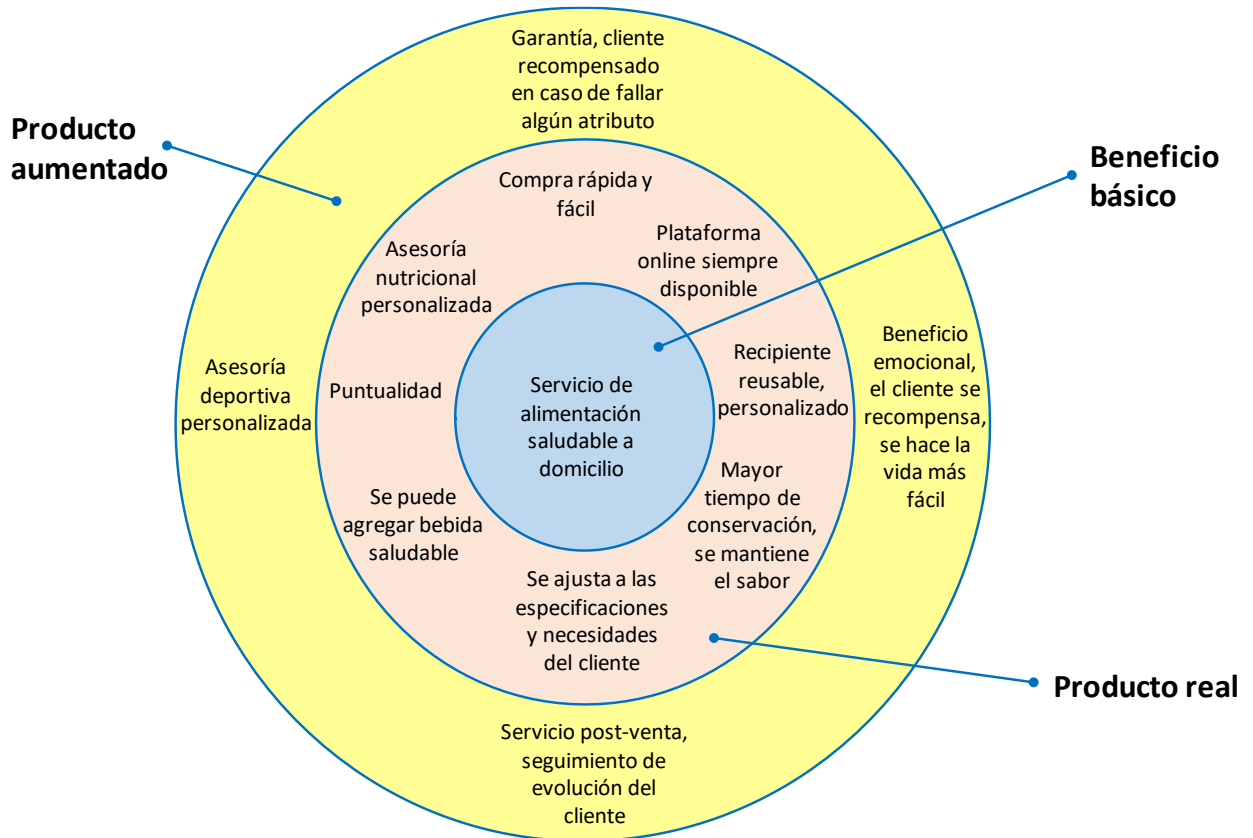 Garantía, cliente
recompensado
en caso de fallar
algún atributo
Producto
aumentado
Beneficio
básico
Compra rápida y
fácil
Asesoría
nutricional
personalizada
Plataforma
online siempre
disponible
Asesoría
deportiva
personalizada
Puntualidad
Servicio de
alimentación
saludable a
domicilio
Recipiente
reusable,
personalizado
Beneficio
emocional,
el cliente se
recompensa,
se hace la
vida más
fácil
Se puede
agregar bebida
saludable
Mayor
tiempo de
conservación,
se mantiene
el sabor
Se ajusta a las
especificaciones
y necesidades
del cliente
Producto real
Servicio post-venta,
seguimiento de
evolución del
cliente